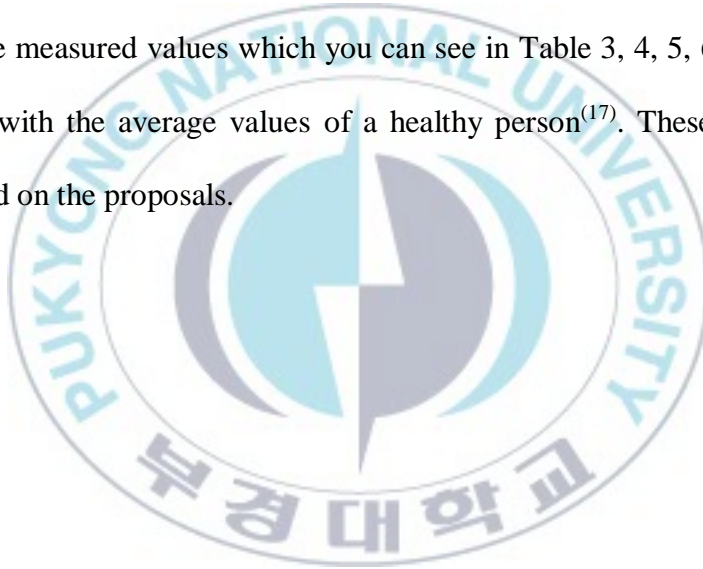 e measured values which you can see in Table 3, 4, 5,
with the average values of a healthy person(17). These
d on the proposals.
PUKYONG NATIONAL UNIVERSITY
부경대학교